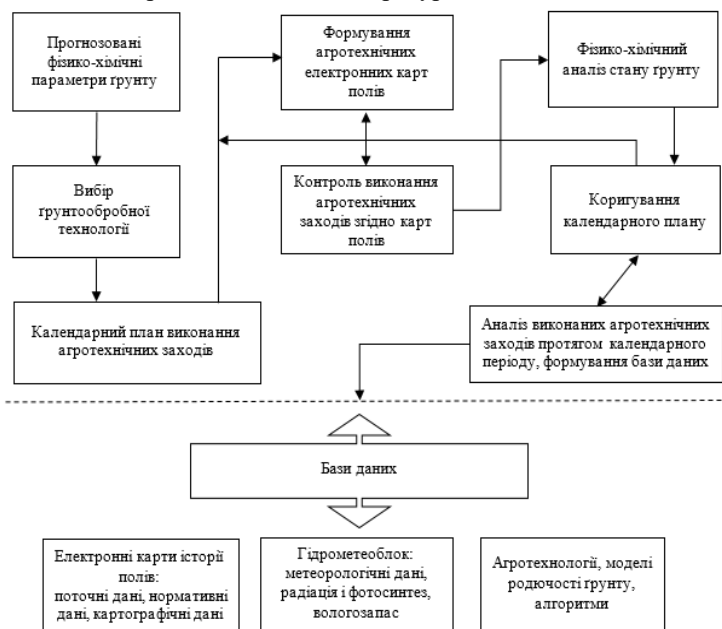 Прогнозовані
фізико-хімічні
параметри ґрунту
Формування
агротехнічних
електронних карт
полів
Фізико-хімічний
аналіз стану ґрунту
Вибір
ґрунтообробної
технології
Контроль виконання
агротехнічних
заходів згідно карт
полів
Коригування
календарного плану
Календарний план виконання
агротехнічних заходів
Аналіз виконаних агротехнічних
заходів протягом календарного
періоду, формування бази даних
Бази даних
Електронні карти історії
полів:
поточні дані, нормативні
дані, картографічні дані
Гідрометеоблок:
метеорологічні дані,
радіація і фотосинтез,
вологозапас
Агротехнології, моделі
родючості ґрунту,
алгоритми